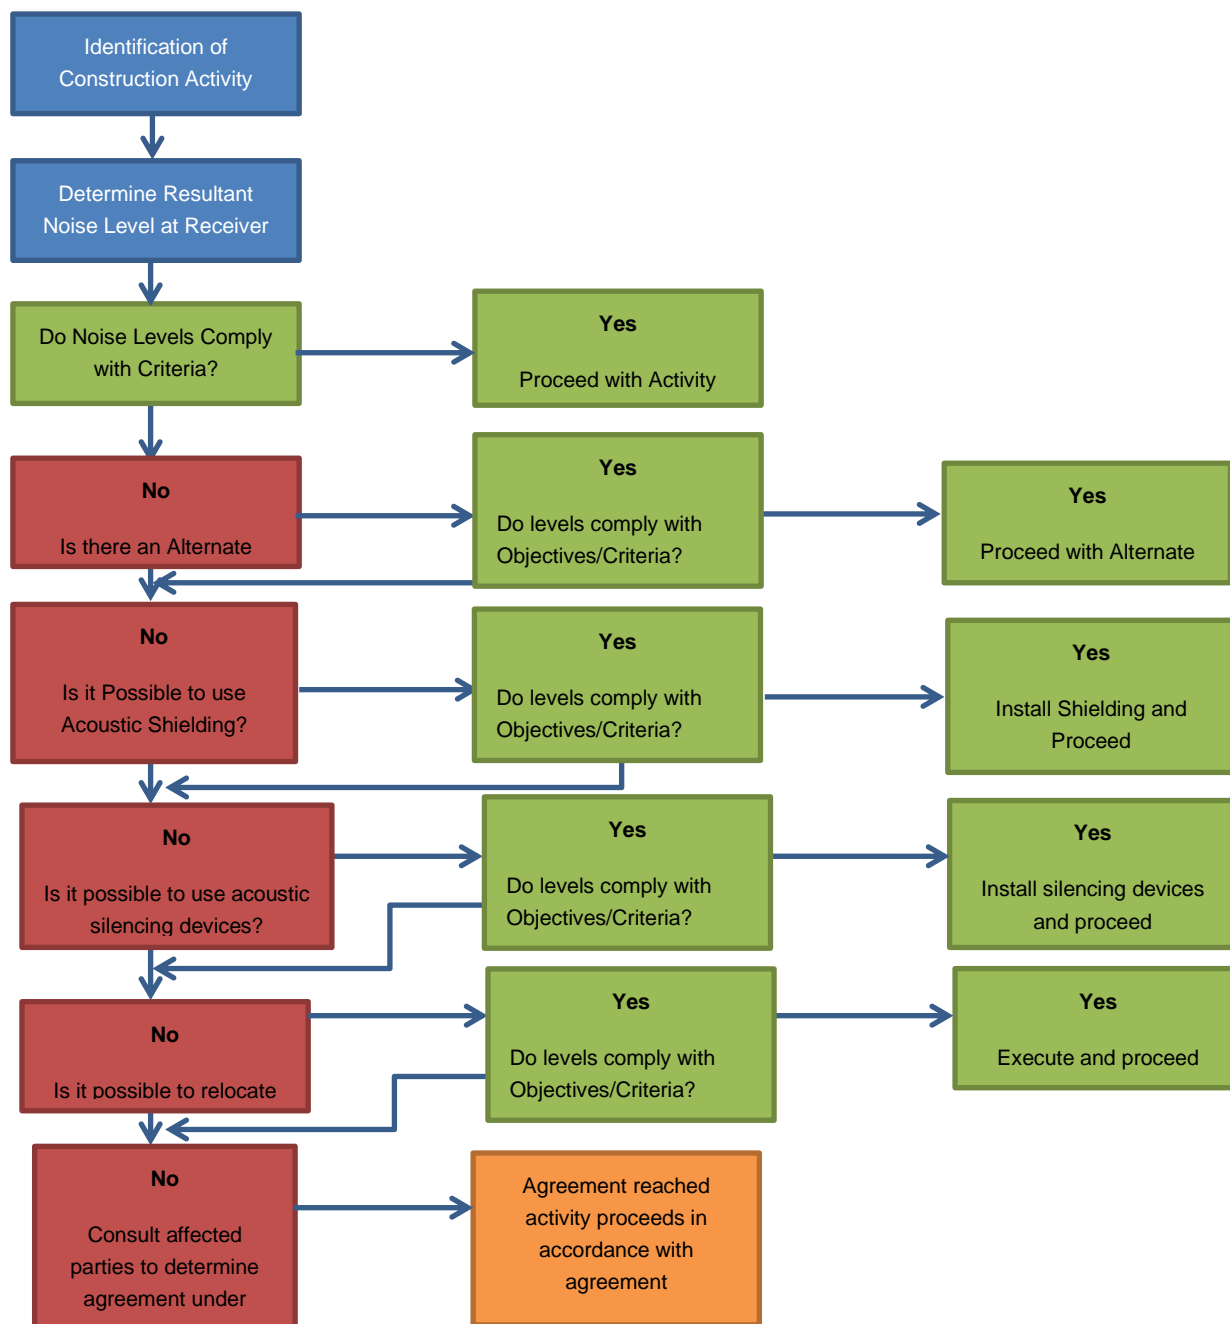 Identification of
Construction Activity
Determine Resultant
Noise Level at Receiver
Do Noise Levels Comply
with Criteria?
Yes
Proceed with Activity
No
Is there an Alternate
Yes
Do levels comply with
Objectives/Criteria?
Yes
Proceed with Alternate
No
Is it Possible to use
Acoustic Shielding?
Yes
Do levels comply with
Objectives/Criteria?
Yes
Install Shielding and
Proceed
No
Is it possible to use acoustic
silencing devices?
Yes
Do levels comply with
Objectives/Criteria?
Yes
Install silencing devices
and proceed
No
Is it possible to relocate
Yes
Do levels comply with
Objectives/Criteria?
Yes
Execute and proceed
No
Consult affected
parties to determine
agreement under
Agreement reached
activity proceeds in
accordance with
agreement